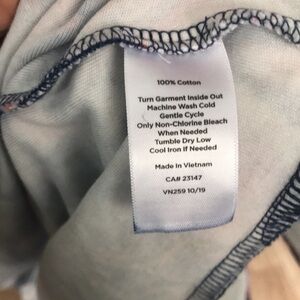 100% Cotton
Turn Garment Inside Out
Machine Wash Cold
Gentle Cycle
Only Non-Chlorine Bleach
When Needed
Tumble Dry Low
Cool Iron if Needed
Made in Vietnam
CA# 23147
VN259 10/19